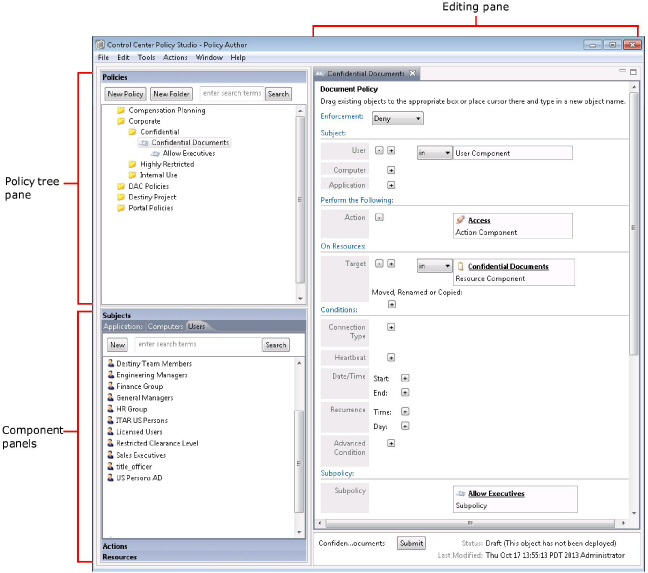 Editing pane
Control Center Policy Studio - Policy Author
File Edit Tools Actions Window Help
Policies
New Policy New Folder enter search terms Search
Compensation Planning
Corporate
Confidential
Confidential Documents
Allow Executives
Highly Restricted
Internal Use
DAC Policies
Destiny Project
Portal Policies
Policy tree
pane
Subjects
Applications Computers Users
New enter search terms Search
Destiny Team Members
Engineering Managers
Finance Group
General Managers
HR Group
ITAR US Persons
Licensed Users
Restricted Clearance Level
Sales Executives
title_officer
US Persons AD
Component
panels
Actions
Resources
Confidential Documents
Document Policy
Drag existing objects to the appropriate box or place cursor there and type in a new object name.
Enforcement: Deny
Subject:
User - + in User Component
Computer +
Application +
Perform the Following:
Action - Access
Action Component
On Resources:
Target - + in Confidential Documents
Resource Component
Moved, Renamed or Copied:
+
Conditions:
Connection +
Type
Heartbeat +
Date/Time Start: +
End: +
Recurrence Time: +
Day: +
Advanced +
Condition
Subpolicy:
Subpolicy Allow Executives
Subpolicy
Confiden...ocuments Submit Status: Draft (This object has not been deployed)
Last Modified: Thu Oct 17 13:55:13 PDT 2013 Administrator